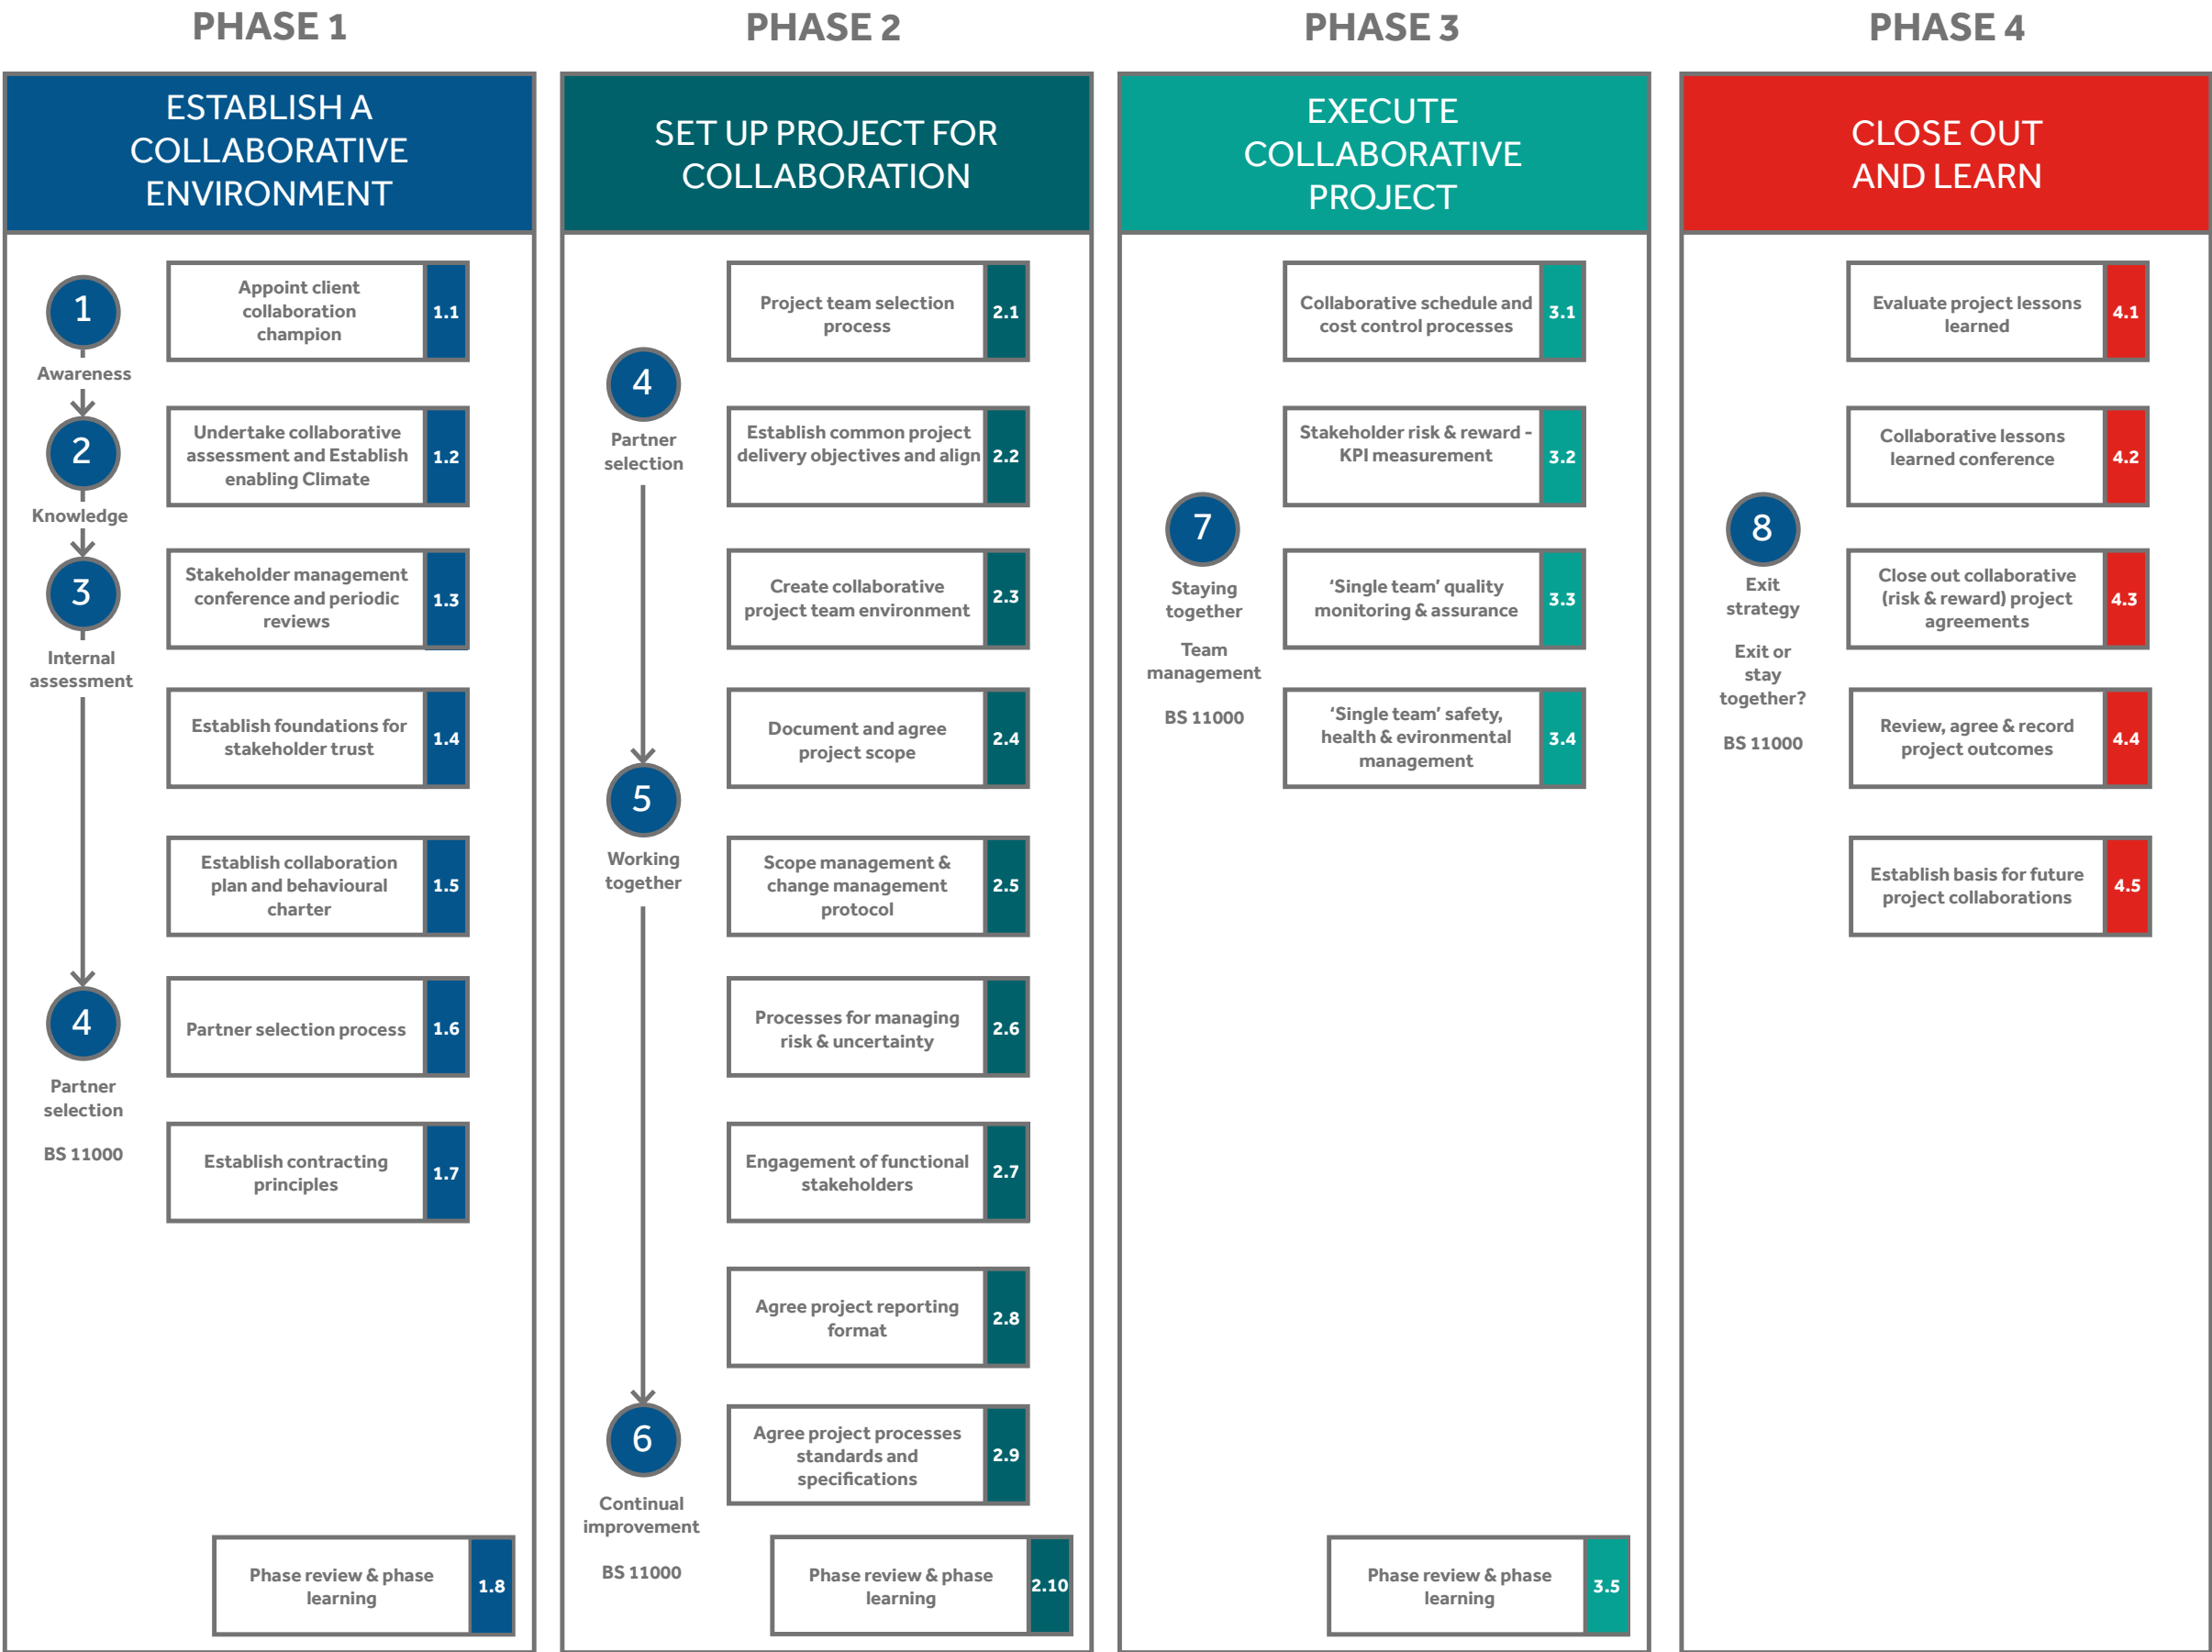 PHASE 1
ESTABLISH A
COLLABORATIVE
ENVIRONMENT
1
Awareness
2
Knowledge
3
Internal
assessment
4
Partner
selection
BS 11000
Appoint client
collaboration
champion
1.1
Undertake collaborative
assessment and Establish
enabling Climate
1.2
Stakeholder management
conference and periodic
reviews
1.3
Establish foundations for
stakeholder trust
1.4
Establish collaboration
plan and behavioural
charter
1.5
Partner selection process
1.6
Establish contracting
principles
1.7
Phase review & phase
learning
1.8
PHASE 2
SET UP PROJECT FOR
COLLABORATION
4
Partner
selection
5
Working
together
6
Continual
improvement
BS 11000
Project team selection
process
2.1
Establish common project
delivery objectives and align
2.2
Create collaborative
project team environment
2.3
Document and agree
project scope
2.4
Scope management &
change management
protocol
2.5
Processes for managing
risk & uncertainty
2.6
Engagement of functional
stakeholders
2.7
Agree project reporting
format
2.8
Agree project processes
standards and
specifications
2.9
Phase review & phase
learning
2.10
PHASE 3
EXECUTE
COLLABORATIVE
PROJECT
7
Staying
together
Team
management
BS 11000
Collaborative schedule and
cost control processes
3.1
Stakeholder risk & reward -
KPI measurement
3.2
‘Single team’ quality
monitoring & assurance
3.3
‘Single team’ safety,
health & evironmental
management
3.4
Phase review & phase
learning
3.5
PHASE 4
CLOSE OUT
AND LEARN
8
Exit
strategy
Exit or
stay
together?
BS 11000
Evaluate project lessons
learned
4.1
Collaborative lessons
learned conference
4.2
Close out collaborative
(risk & reward) project
agreements
4.3
Review, agree & record
project outcomes
4.4
Establish basis for future
project collaborations
4.5